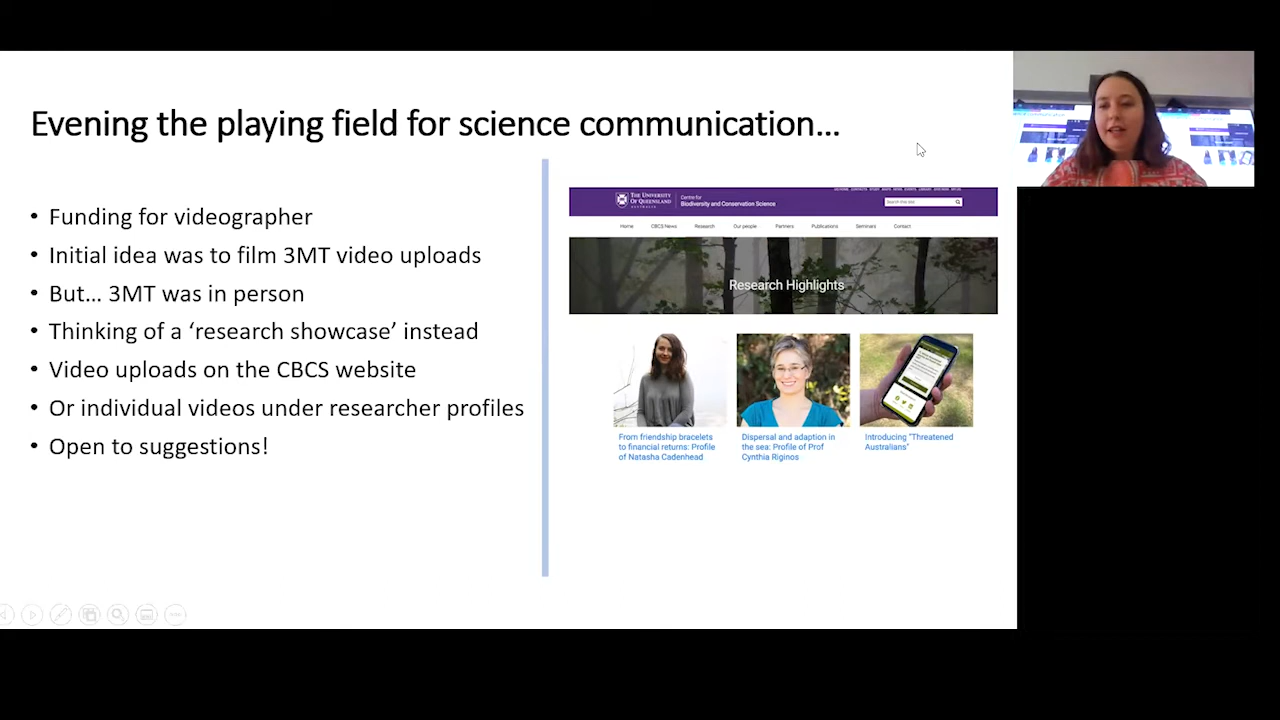 Evening the playing field for science communication...
• Funding for videographer
• Initial idea was to film 3MT video uploads
• But... 3MT was in person
• Thinking of a ‘research showcase’ instead
• Video uploads on the CBCS website
• Or individual videos under researcher profiles
• Open to suggestions!
THE UNIVERSITY
OF QUEENSLAND
AUSTRALIA
Centre for
Biodiversity and Conservation Science
Search this site
Home CBCS News Research Our people Partners Publications Seminars Contact
Research Highlights
From friendship bracelets
to financial returns: Profile
of Natasha Cadenhead
Dispersal and adaption in
the sea: Profile of Prof
Cynthia Riginos
Introducing "Threatened
Australians"